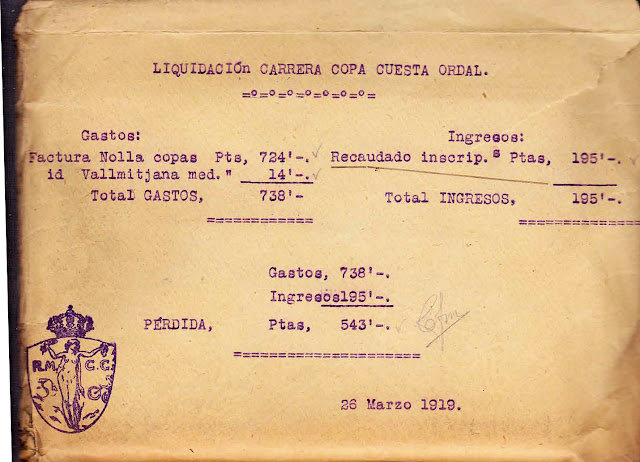 LIQUIDACIÓn CARRERA COPA CUESTA ORDAL.
=o=o=o=o=o=o=
Gastos:
Factura Nolla copas Pts, 724'-.
id Vallmitjana med." 14'-.
Total GASTOS, 738'-
============
Ingresos:
Recaudado inscrip.s Ptas, 195'-.
Total INGRESOS, 195'-.
==============
Gastos, 738'-.
Ingresos195'-.
PÉRDIDA, Ptas, 543'-.
=====================
R.M. C.C.
26 Marzo 1919.